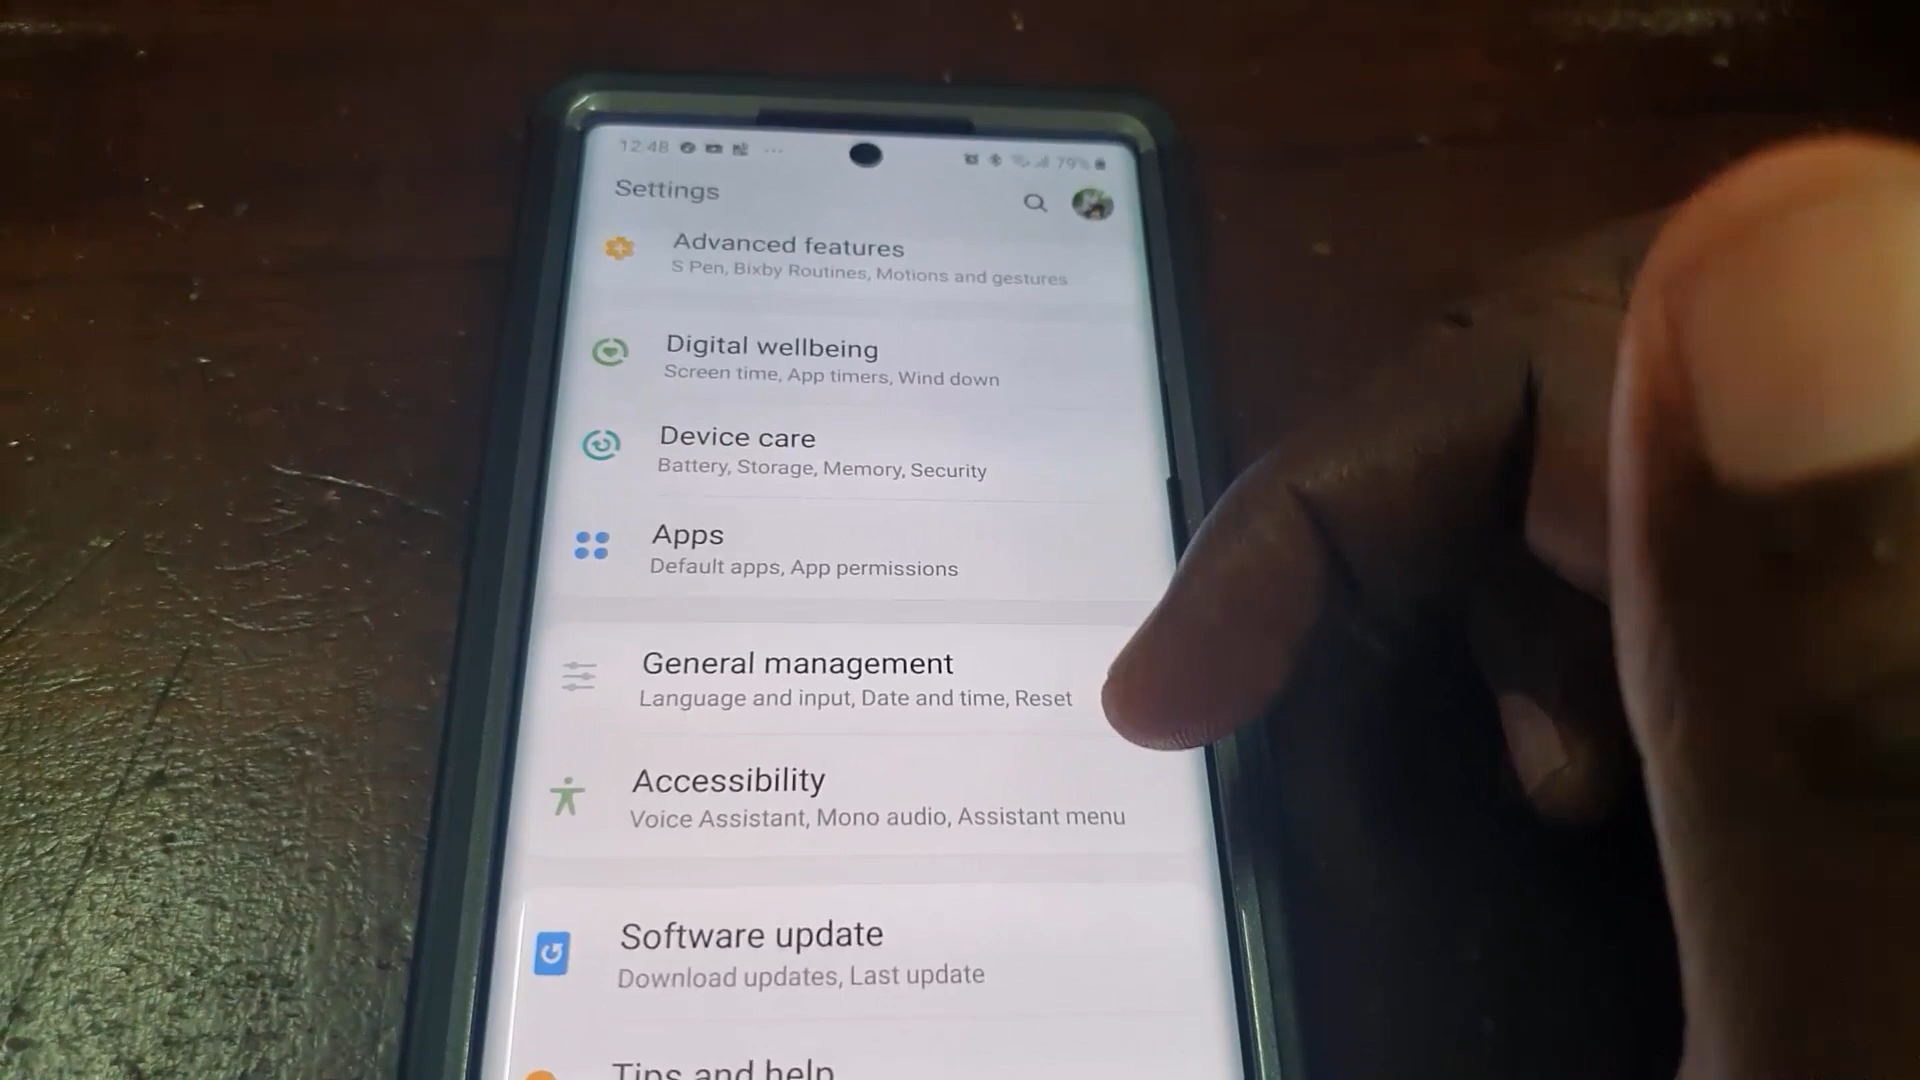 12:48
79%
Settings
Advanced features
S Pen, Bixby Routines, Motions and gestures
Digital wellbeing
Screen time, App timers, Wind down
Device care
Battery, Storage, Memory, Security
Apps
Default apps, App permissions
General management
Language and input, Date and time, Reset
Accessibility
Voice Assistant, Mono audio, Assistant menu
Software update
Download updates, Last update
Tips and help